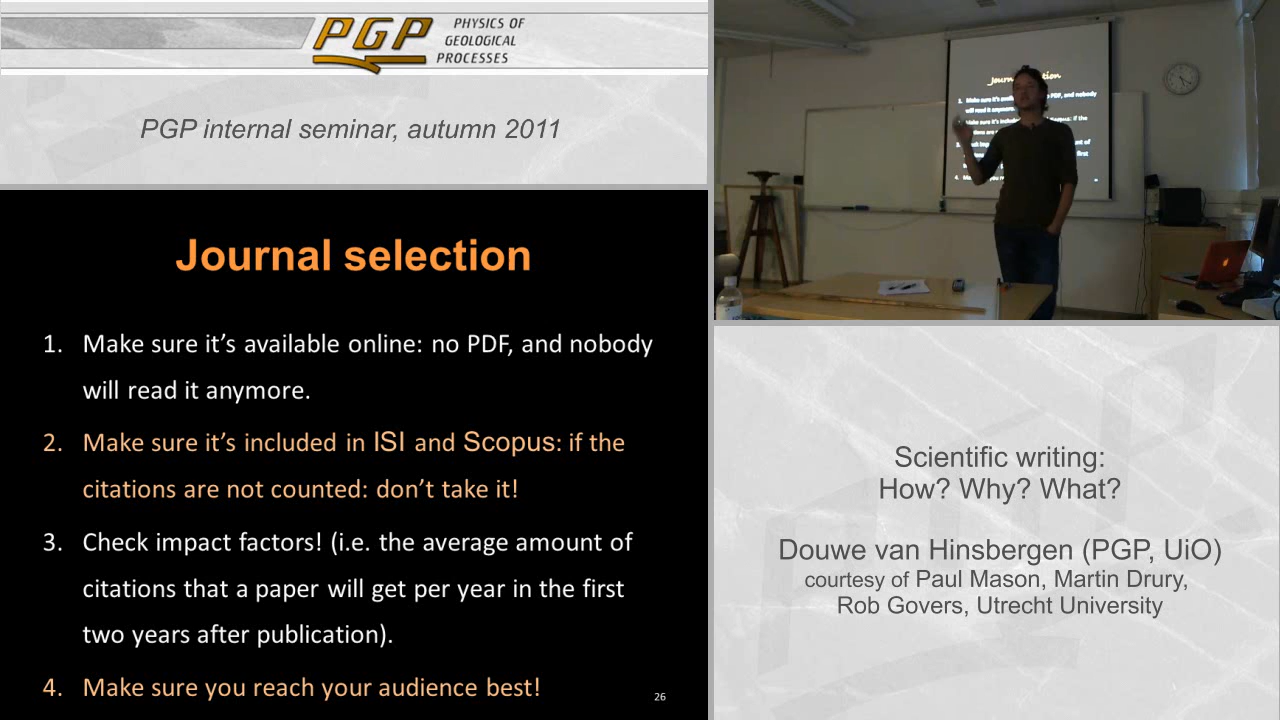 PGP
PHYSICS OF
GEOLOGICAL
PROCESSES
PGP internal seminar, autumn 2011
Journal selection
1. Make sure it's available online: no PDF, and nobody
will read it anymore.
2. Make sure it's included in ISI and Scopus: if the
citations are not counted: don't take it!
3. Check impact factors! (i.e. the average amount of
citations that a paper will get per year in the first
two years after publication).
4. Make sure you reach your audience best!
26
Scientific writing:
How? Why? What?
Douwe van Hinsbergen (PGP, UiO)
courtesy of Paul Mason, Martin Drury,
Rob Govers, Utrecht University